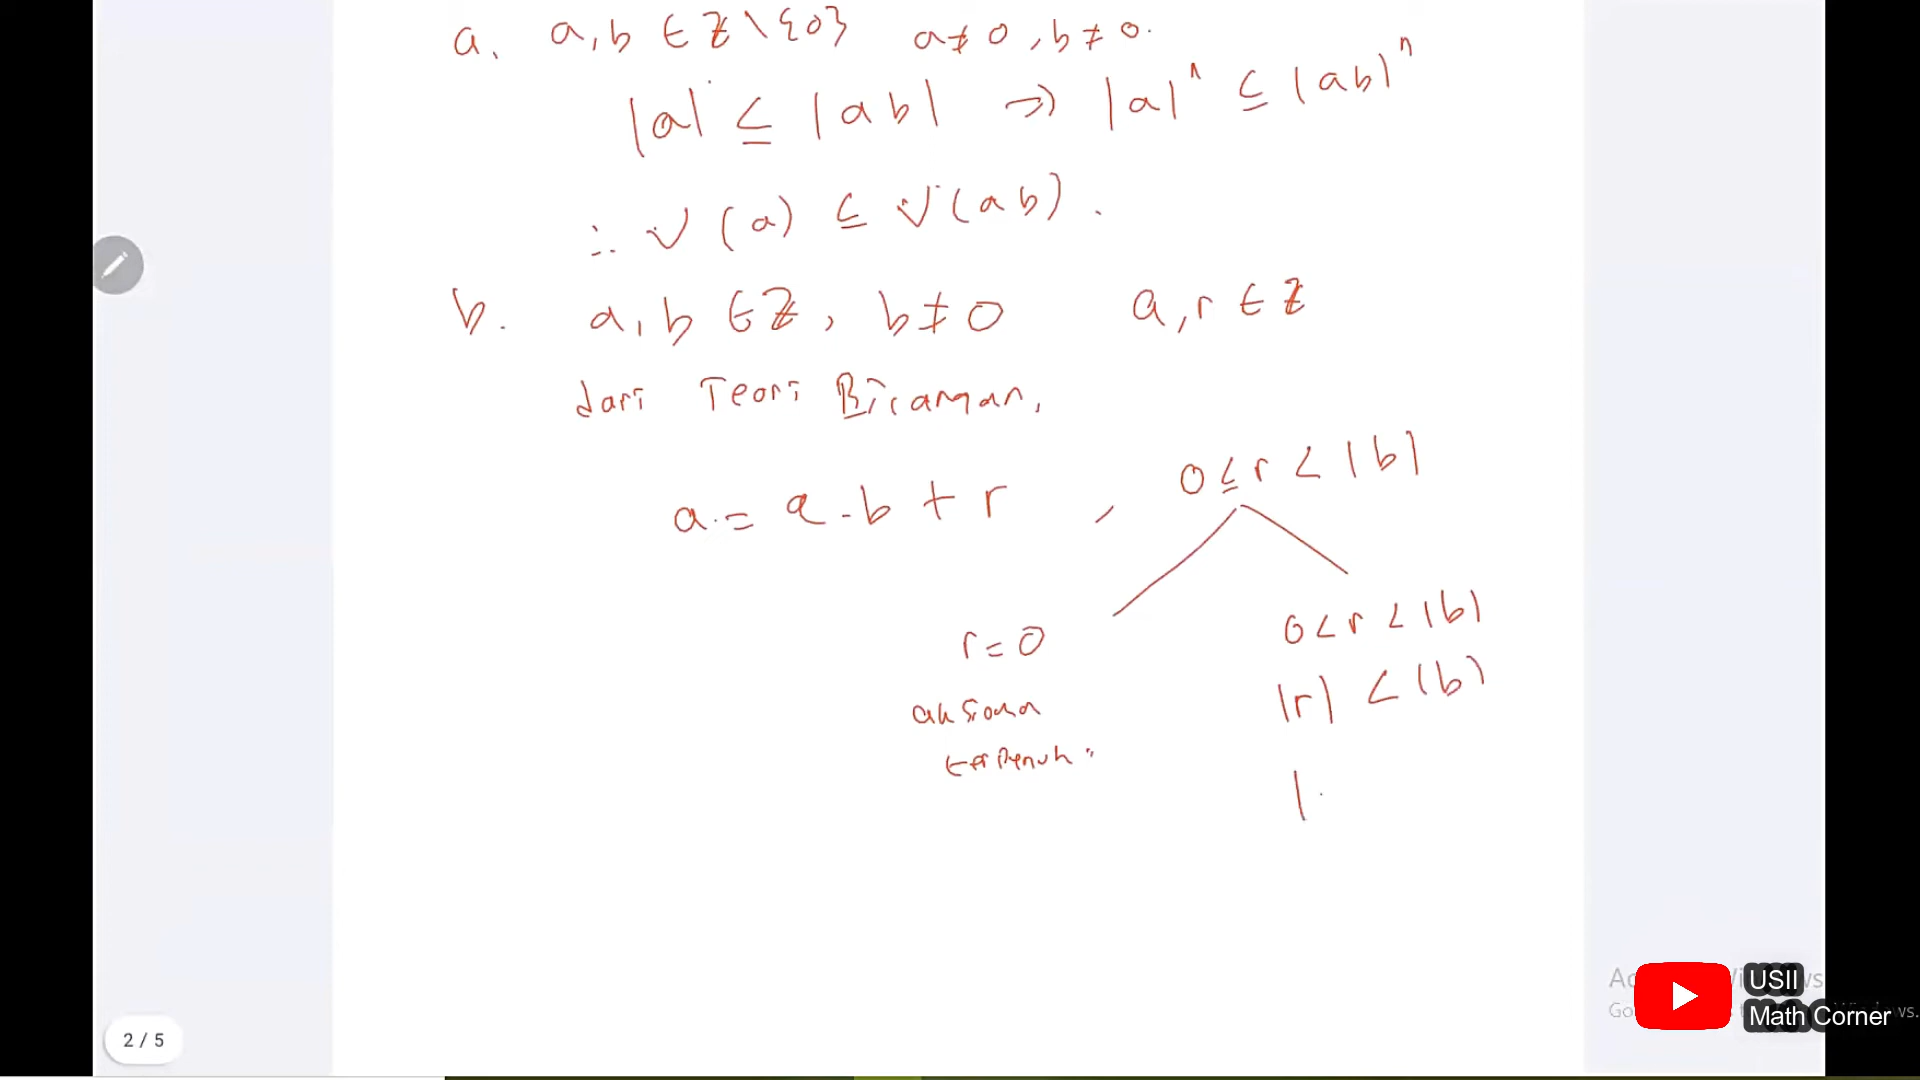 a. a, b ∈ ℤ \ {0} a ≠ 0, b ≠ 0.
|a| ≤ |ab| ⇒ |a|ⁿ ≤ |ab|ⁿ
∴ v(a) ≤ v(ab).
b. a, b ∈ ℤ, b ≠ 0 q, r ∈ ℤ
dari Teori Bilangan,
a = q.b + r , 0 ≤ r < |b|
r = 0 0 < r < |b|
aksioma |r| < |b|
terpenuhi |
2 / 5
USII
Math Corner